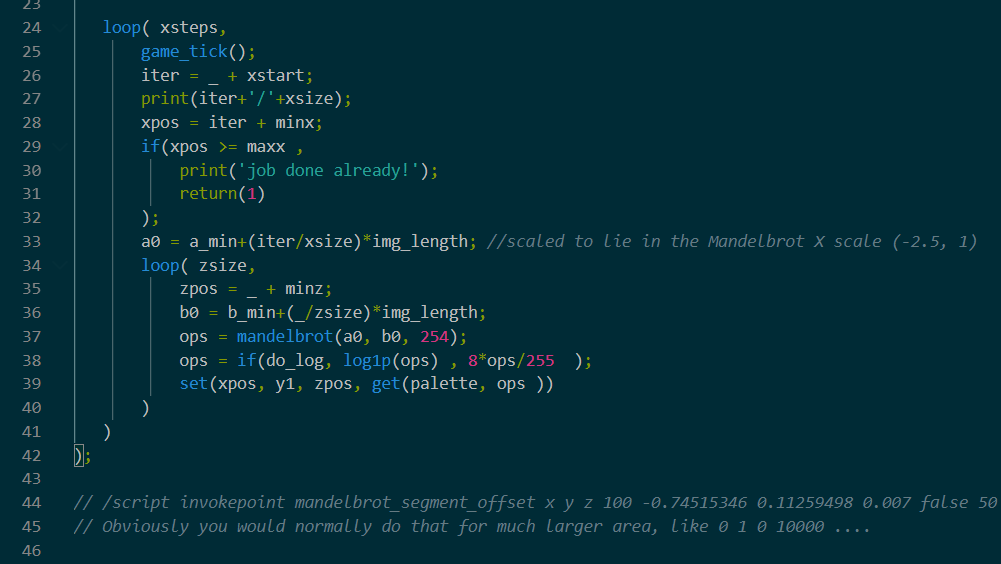 23
24 loop( xsteps,
25 game_tick();
26 iter = _ + xstart;
27 print(iter+'/'+xsize);
28 xpos = iter + minx;
29 if(xpos >= maxx ,
30 print('job done already!');
31 return(1)
32 );
33 a0 = a_min+(iter/xsize)*img_length; //scaled to lie in the Mandelbrot X scale (-2.5, 1)
34 loop( zsize,
35 zpos = _ + minz;
36 b0 = b_min+(_/zsize)*img_length;
37 ops = mandelbrot(a0, b0, 254);
38 ops = if(do_log, log1p(ops) , 8*ops/255  );
39 set(xpos, y1, zpos, get(palette, ops ))
40 )
41 )
42 );
43
44 // /script invokepoint mandelbrot_segment_offset x y z 100 -0.74515346 0.11259498 0.007 false 50
45 // Obviously you would normally do that for much larger area, like 0 1 0 10000 ....
46